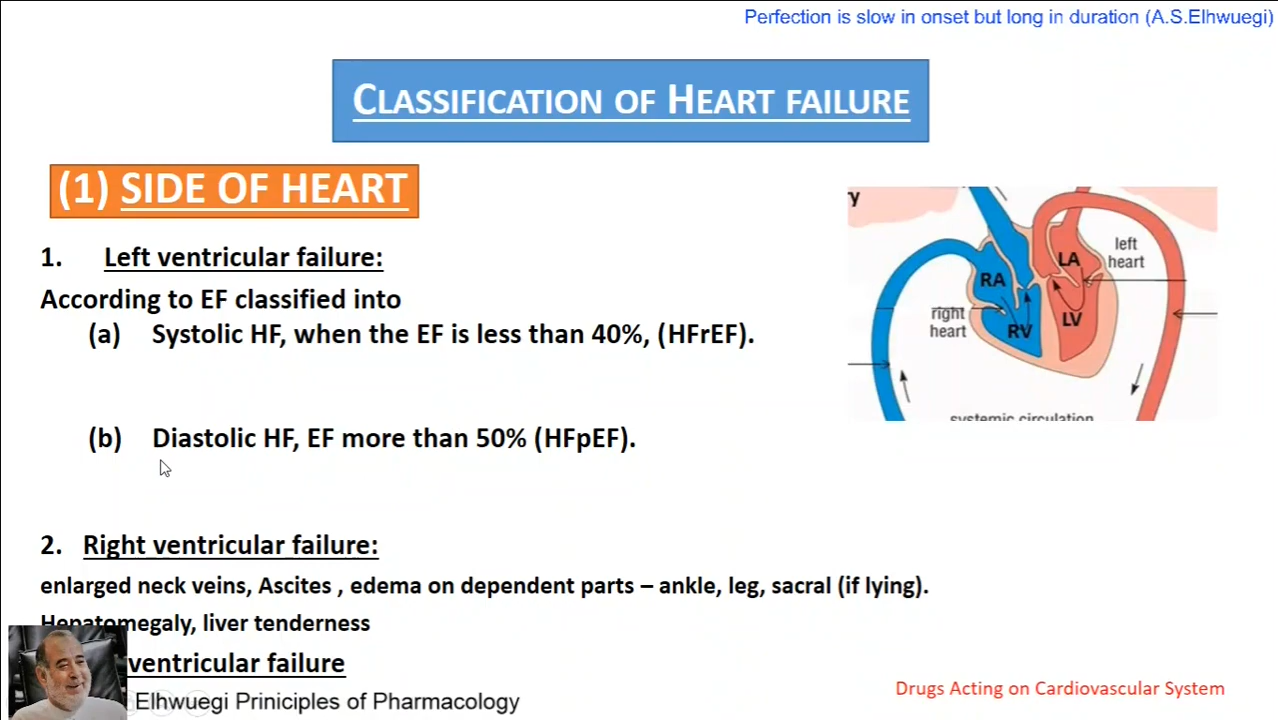 Perfection is slow in onset but long in duration (A.S.Elhwuegi)
CLASSIFICATION OF HEART FAILURE
(1) SIDE OF HEART
1. Left ventricular failure:
According to EF classified into
(a) Systolic HF, when the EF is less than 40%, (HFrEF).
(b) Diastolic HF, EF more than 50% (HFpEF).
2. Right ventricular failure:
enlarged neck veins, Ascites , edema on dependent parts – ankle, leg, sacral (if lying).
Hepatomegaly, liver tenderness
ventricular failure
Elhwuegi Priniciples of Pharmacology
y
left
heart
LA
RA
right
heart
RV
LV
systemic circulation
Drugs Acting on Cardiovascular System